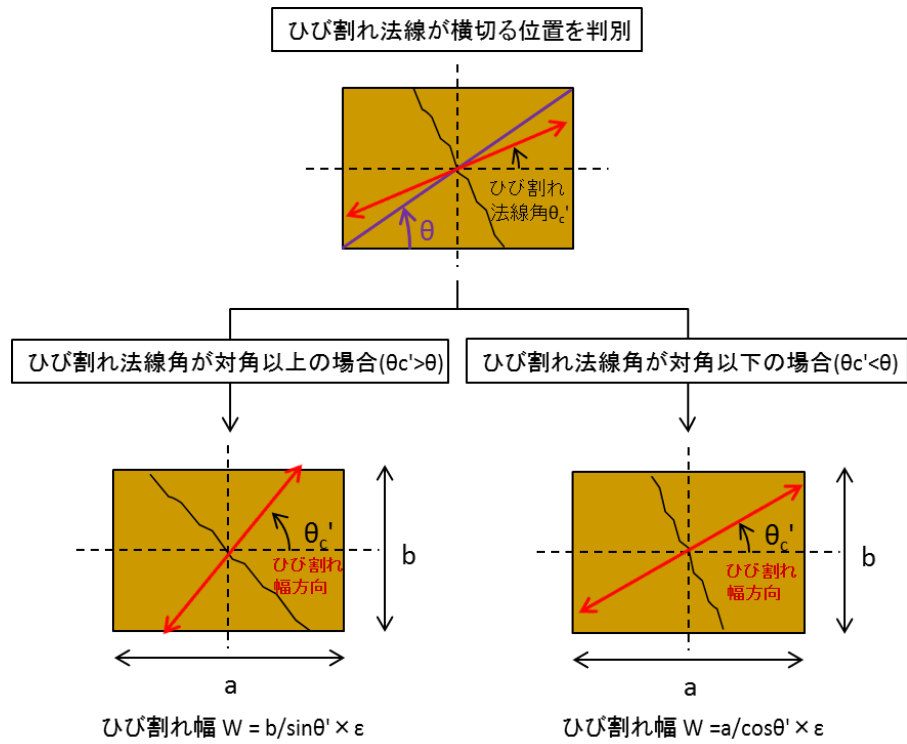 ひび割れ法線が横切る位置を判別
ひび割れ
法線角θc'
θ
ひび割れ法線角が対角以上の場合(θc'>θ)
ひび割れ法線角が対角以下の場合(θc'<θ)
θc'
ひび割れ
幅方向
b
a
θc'
ひび割れ
幅方向
b
a
ひび割れ幅 W = b/sinθ'×ε
ひび割れ幅 W =a/cosθ'×ε